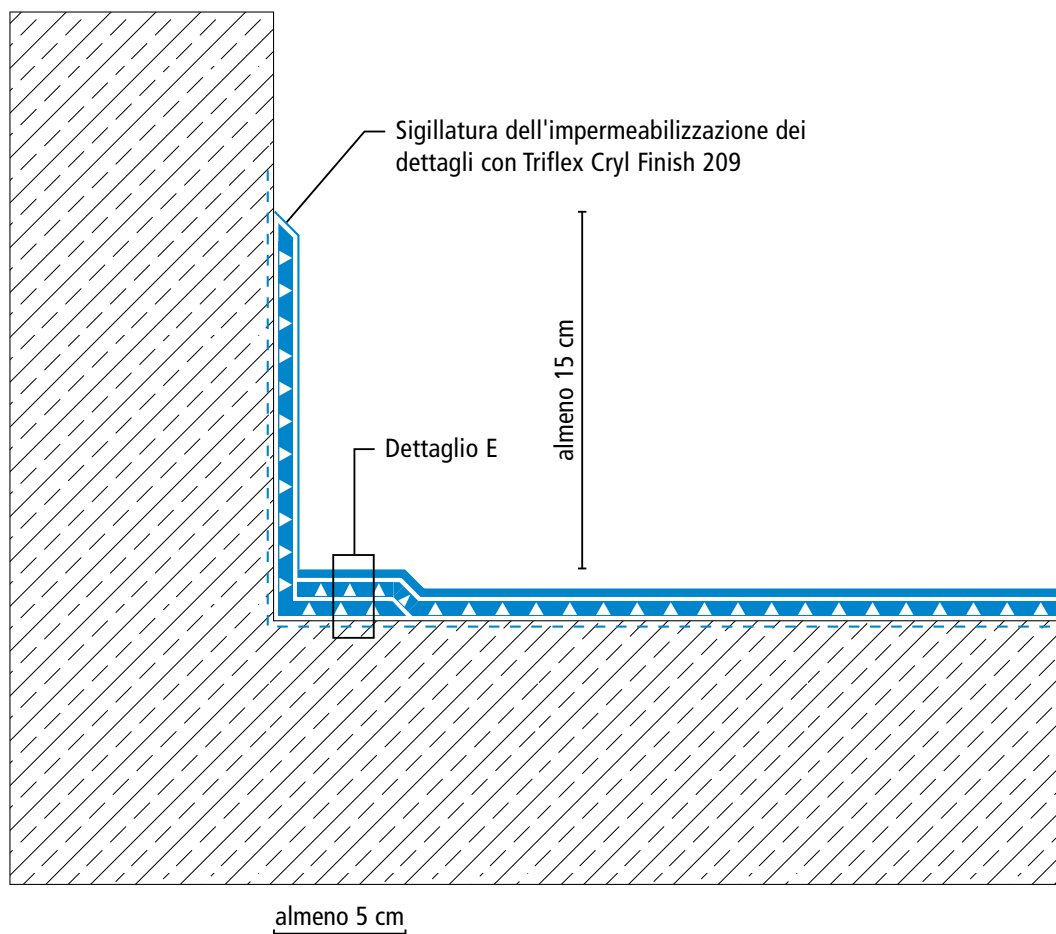 Sigillatura dell'impermeabilizzazione dei
dettagli con Triflex Cryl Finish 209
almeno 15 cm
Dettaglio E
almeno 5 cm